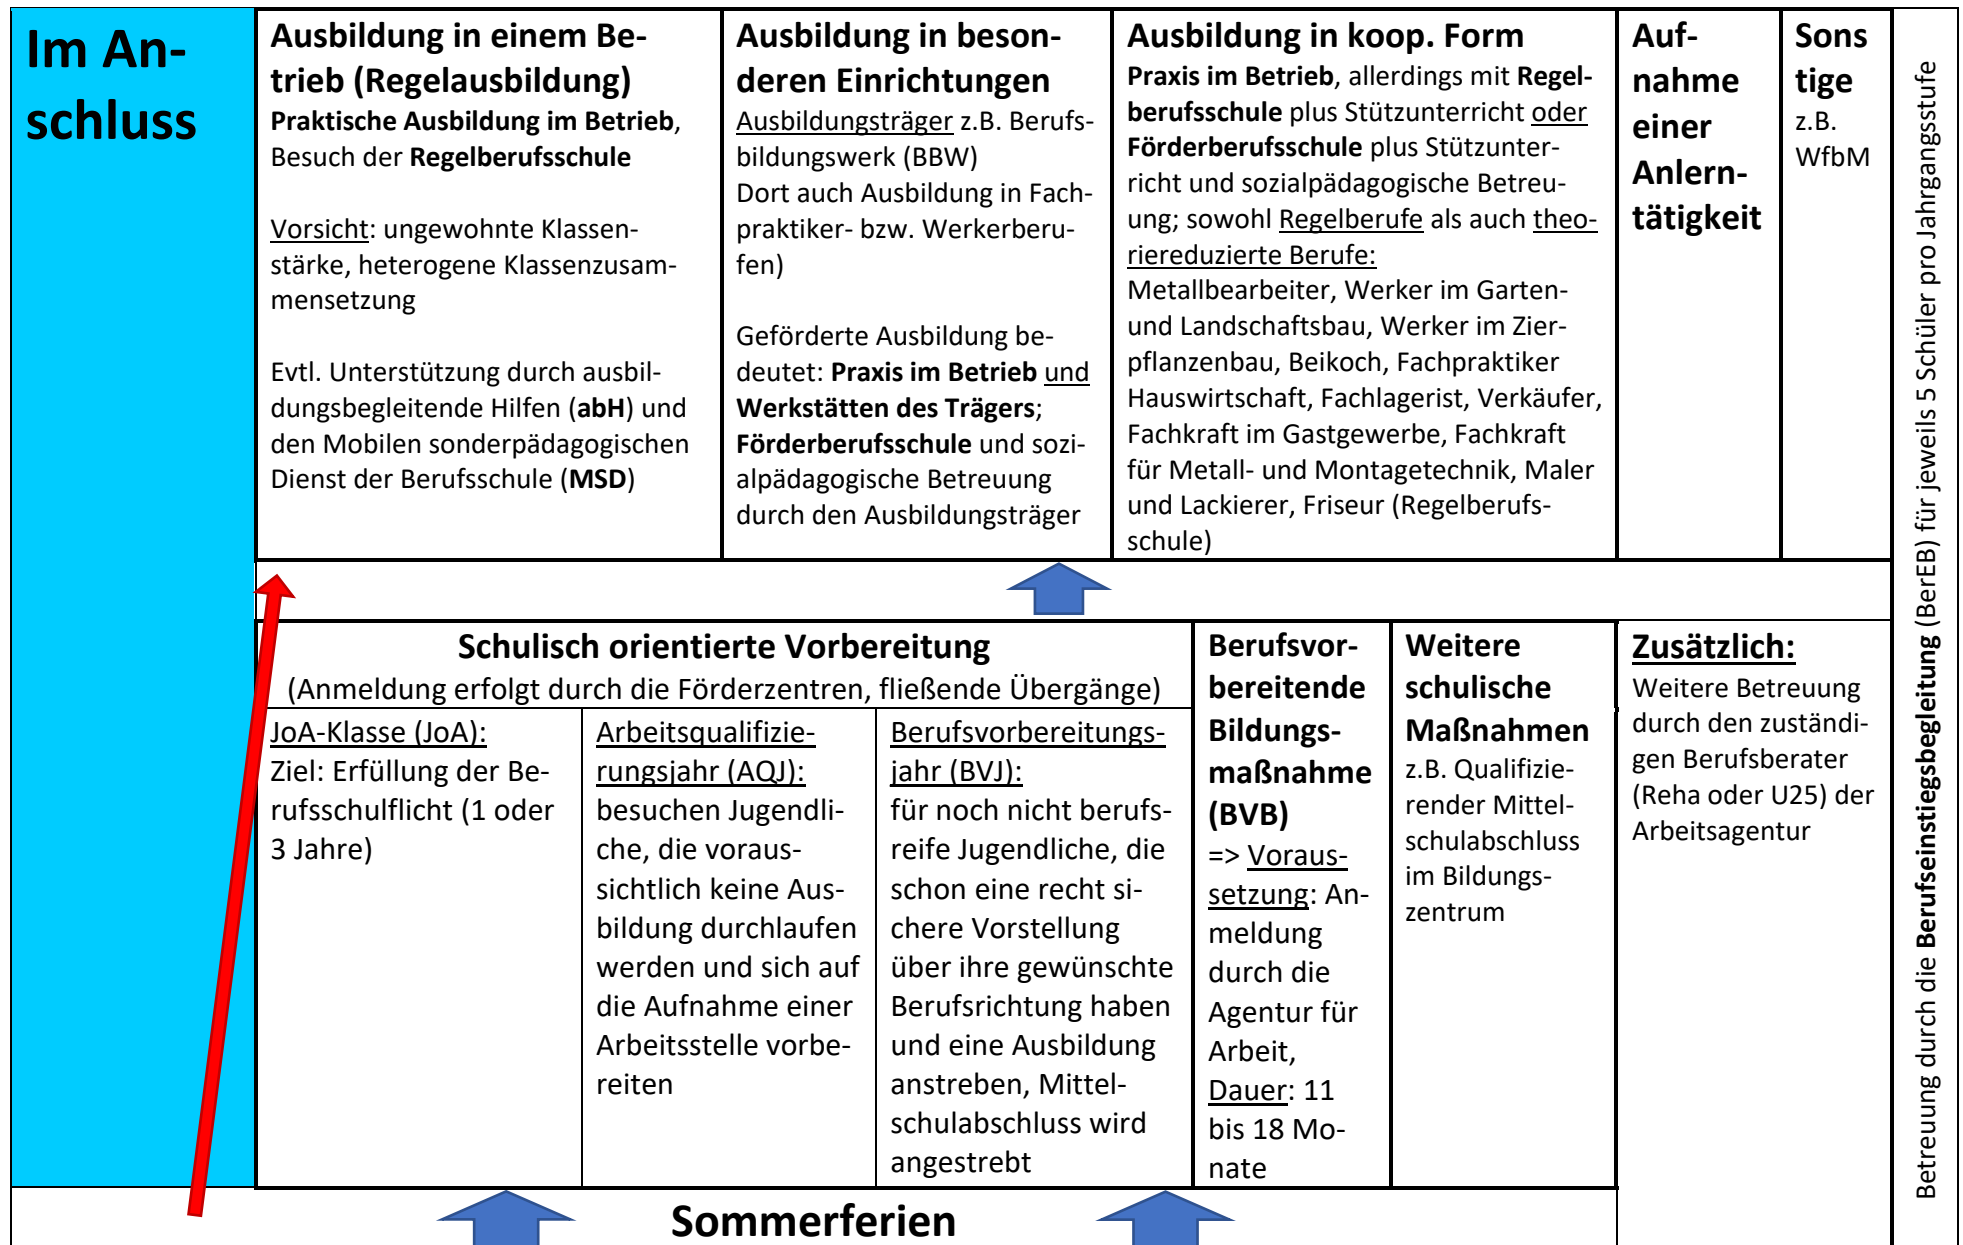 Im An-
schluss
Ausbildung in einem Be-
trieb (Regelausbildung)
Praktische Ausbildung im Betrieb,
Besuch der Regelberufsschule
Vorsicht: ungewohnte Klassen-
stärke, heterogene Klassenzusam-
mensetzung
Evtl. Unterstützung durch ausbil-
dungsbegleitende Hilfen (abH) und
den Mobilen sonderpädagogischen
Dienst der Berufsschule (MSD)
Ausbildung in beson-
deren Einrichtungen
Ausbildungsträger z.B. Berufs-
bildungswerk (BBW)
Dort auch Ausbildung in Fach-
praktiker- bzw. Werkerberu-
fen)
Geförderte Ausbildung be-
deutet: Praxis im Betrieb und
Werkstätten des Trägers;
Förderberufsschule und sozi-
alpädagogische Betreuung
durch den Ausbildungsträger
Ausbildung in koop. Form
Praxis im Betrieb, allerdings mit Regel-
berufsschule plus Stützunterricht oder
Förderberufsschule plus Stützunter-
richt und sozialpädagogische Betreu-
ung; sowohl Regelberufe als auch theo-
riereduzierte Berufe:
Metallbearbeiter, Werker im Garten-
und Landschaftsbau, Werker im Zier-
pflanzenbau, Beikoch, Fachpraktiker
Hauswirtschaft, Fachlagerist, Verkäufer,
Fachkraft im Gastgewerbe, Fachkraft
für Metall- und Montagetechnik, Maler
und Lackierer, Friseur (Regelberufs-
schule)
Auf-
nahme
einer
Anlern-
tätigkeit
Sons
tige
z.B.
WfbM
Betreuung durch die Berufseinstiegsbegleitung (BerEB) für jeweils 5 Schüler pro Jahrgangsstufe
Schulisch orientierte Vorbereitung
(Anmeldung erfolgt durch die Förderzentren, fließende Übergänge)
JoA-Klasse (JoA):
Ziel: Erfüllung der Be-
rufsschulflicht (1 oder
3 Jahre)
Arbeitsqualifizie-
rungsjahr (AQJ):
besuchen Jugendli-
che, die voraus-
sichtlich keine Aus-
bildung durchlaufen
werden und sich auf
die Aufnahme einer
Arbeitsstelle vorbe-
reiten
Berufsvorbereitungs-
jahr (BVJ):
für noch nicht berufs-
reife Jugendliche, die
schon eine recht si-
chere Vorstellung
über ihre gewünschte
Berufsrichtung haben
und eine Ausbildung
anstreben, Mittel-
schulabschluss wird
angestrebt
Berufsvor-
bereitende
Bildungs-
maßnahme
(BVB)
=> Voraus-
setzung: An-
meldung
durch die
Agentur für
Arbeit,
Dauer: 11
bis 18 Mo-
nate
Weitere
schulische
Maßnahmen
z.B. Qualifizie-
render Mittel-
schulabschluss
im Bildungs-
zentrum
Zusätzlich:
Weitere Betreuung
durch den zuständi-
gen Berufsberater
(Reha oder U25) der
Arbeitsagentur
Sommerferien